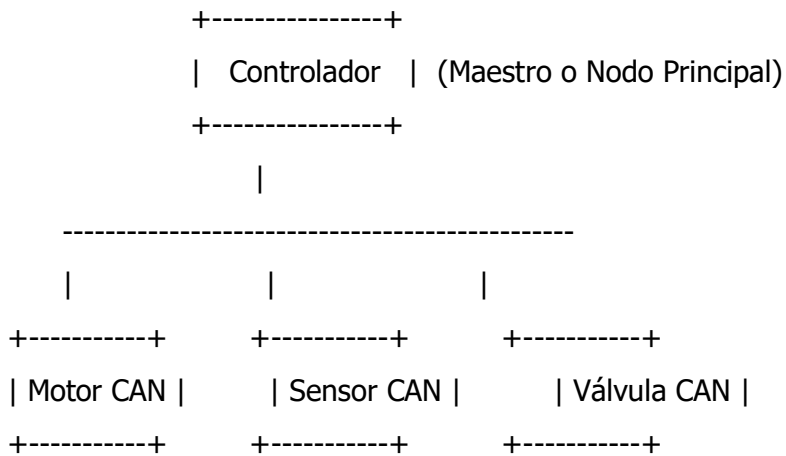 +----------------+
| Controlador | (Maestro o Nodo Principal)
+----------------+
|
------------------------------------------------
| | |
+-----------+ +-----------+ +-----------+
| Motor CAN | | Sensor CAN | | Válvula CAN |
+-----------+ +-----------+ +-----------+